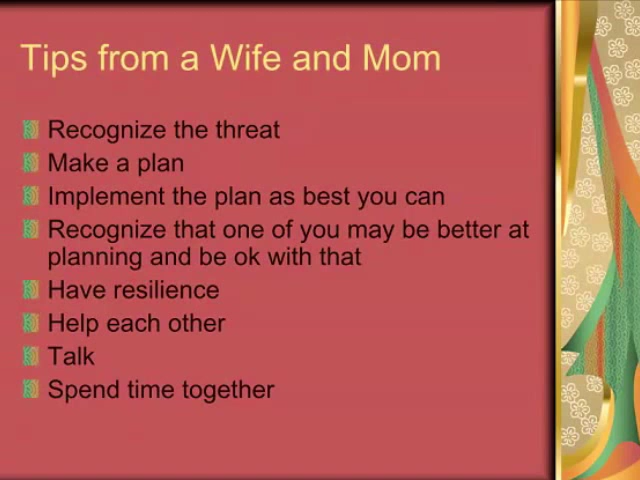 Tips from a Wife and Mom
Recognize the threat
Make a plan
Implement the plan as best you can
Recognize that one of you may be better at
planning and be ok with that
Have resilience
Help each other
Talk
Spend time together